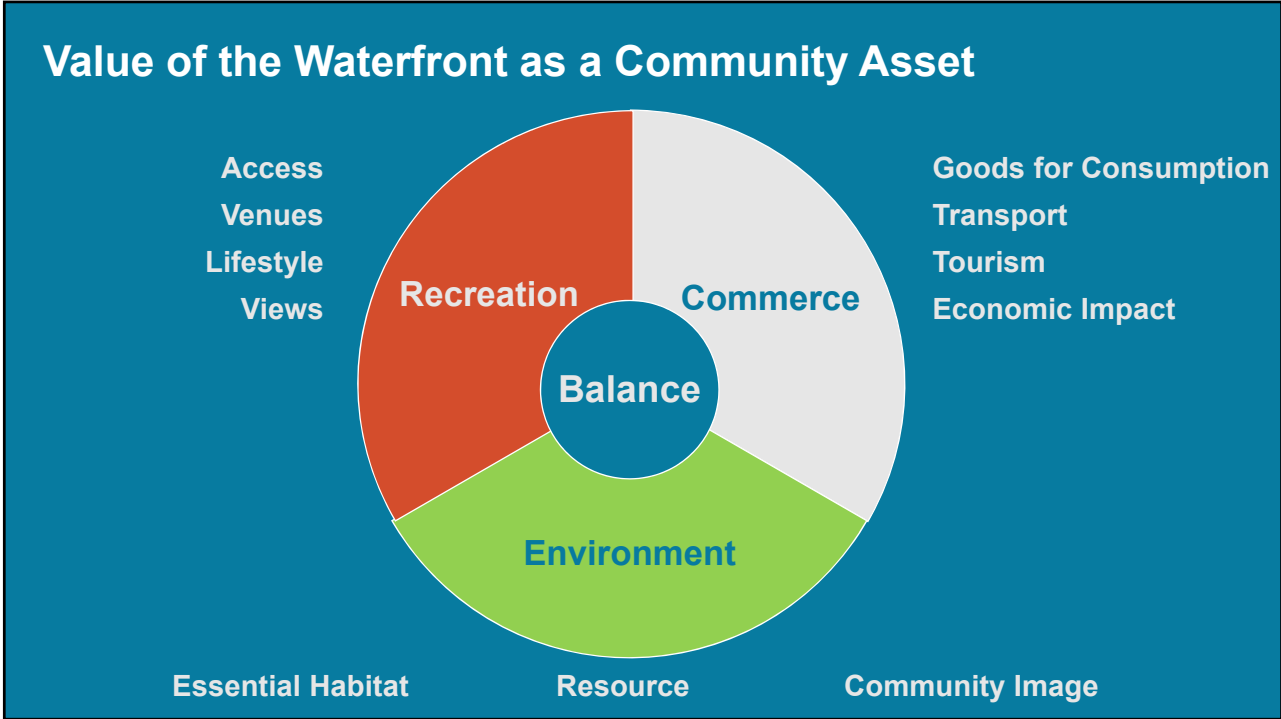 Value of the Waterfront as a Community Asset
Access
Venues
Lifestyle
Views
Recreation
Commerce
Goods for Consumption
Transport
Tourism
Economic Impact
Balance
Environment
Essential Habitat
Resource
Community Image